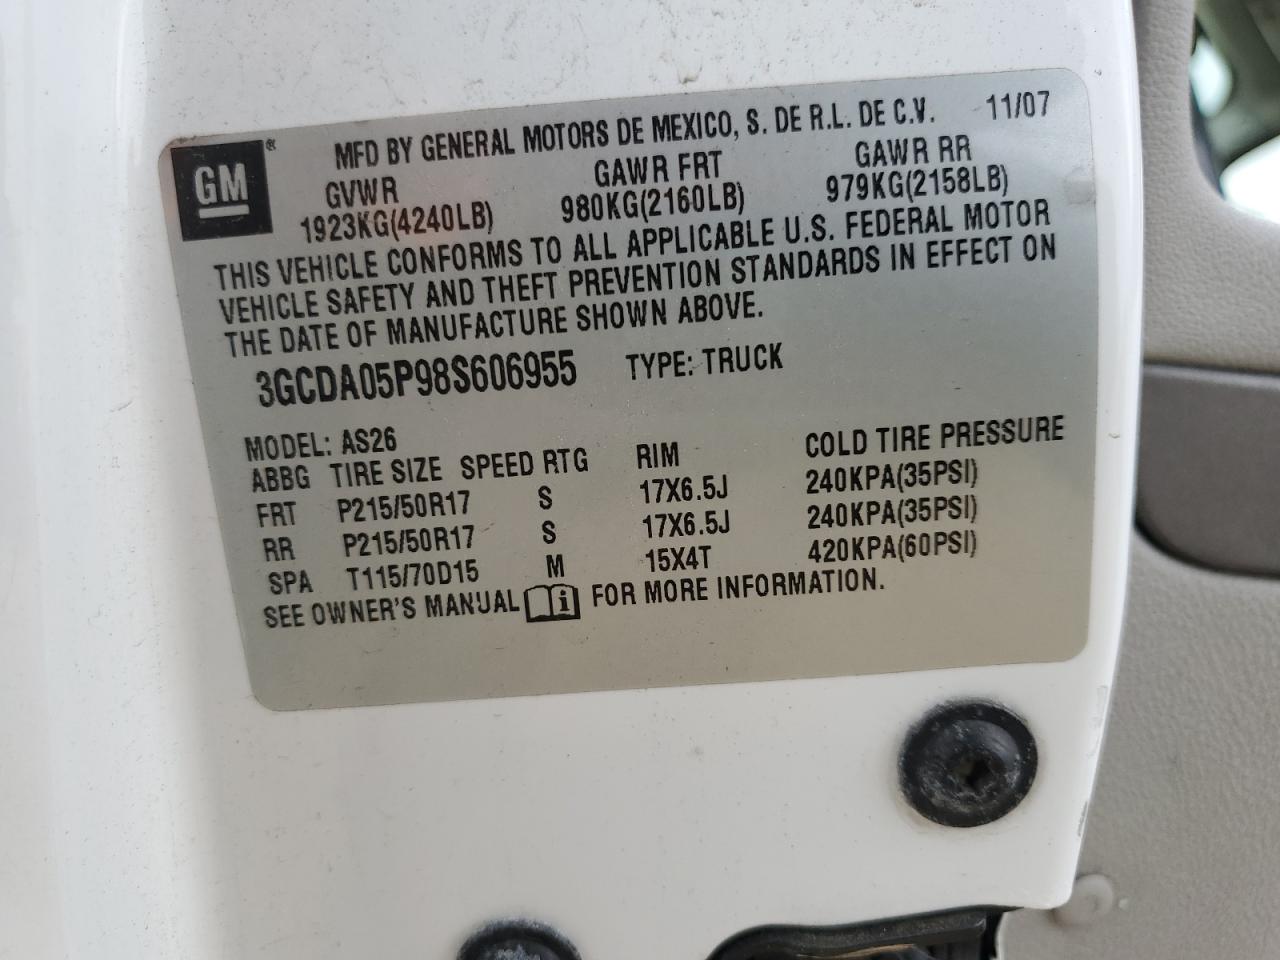 GM ®
MFD BY GENERAL MOTORS DE MEXICO, S. DE R.L. DE C.V. 11/07
GVWR GAWR FRT GAWR RR
1923KG(4240LB) 980KG(2160LB) 979KG(2158LB)
THIS VEHICLE CONFORMS TO ALL APPLICABLE U.S. FEDERAL MOTOR
VEHICLE SAFETY AND THEFT PREVENTION STANDARDS IN EFFECT ON
THE DATE OF MANUFACTURE SHOWN ABOVE.
3GCDA05P98S606955 TYPE: TRUCK
MODEL: AS26
ABBG TIRE SIZE SPEED RTG RIM COLD TIRE PRESSURE
FRT P215/50R17 S 17X6.5J 240KPA(35PSI)
RR P215/50R17 S 17X6.5J 240KPA(35PSI)
SPA T115/70D15 M 15X4T 420KPA(60PSI)
SEE OWNER'S MANUAL i FOR MORE INFORMATION.